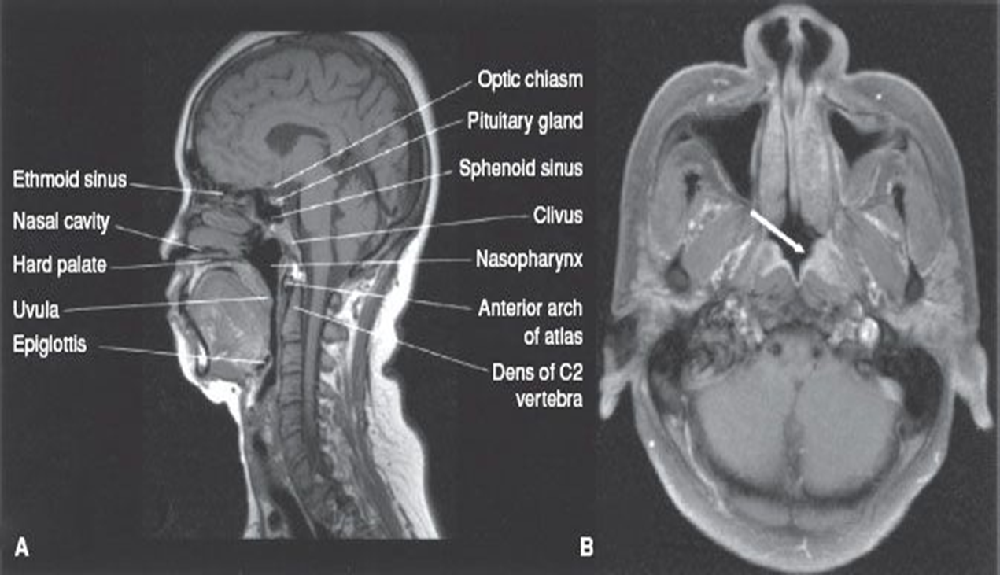 Optic chiasm
Pituitary gland
Sphenoid sinus
Clivus
Nasopharynx
Anterior arch
of atlas
Dens of C2
vertebra
Ethmoid sinus
Nasal cavity
Hard palate
Uvula
Epiglottis
A
B